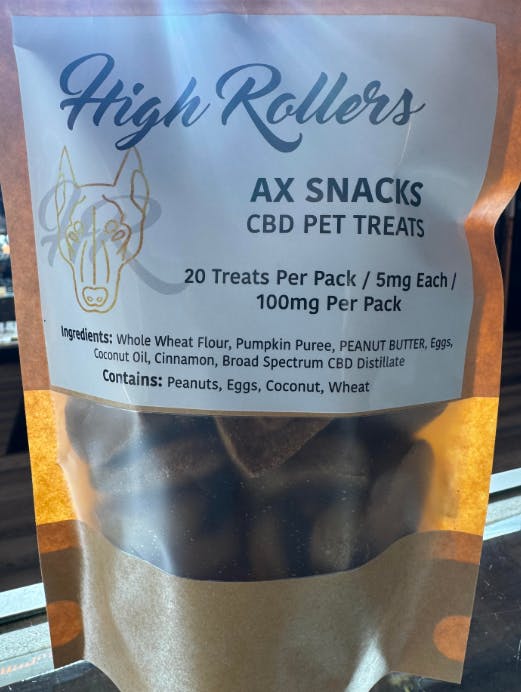 High Rollers
HR
AX SNACKS
CBD PET TREATS
20 Treats Per Pack / 5mg Each /
100mg Per Pack
Ingredients: Whole Wheat Flour, Pumpkin Puree, PEANUT BUTTER, Eggs,
Coconut Oil, Cinnamon, Broad Spectrum CBD Distillate
Contains: Peanuts, Eggs, Coconut, Wheat